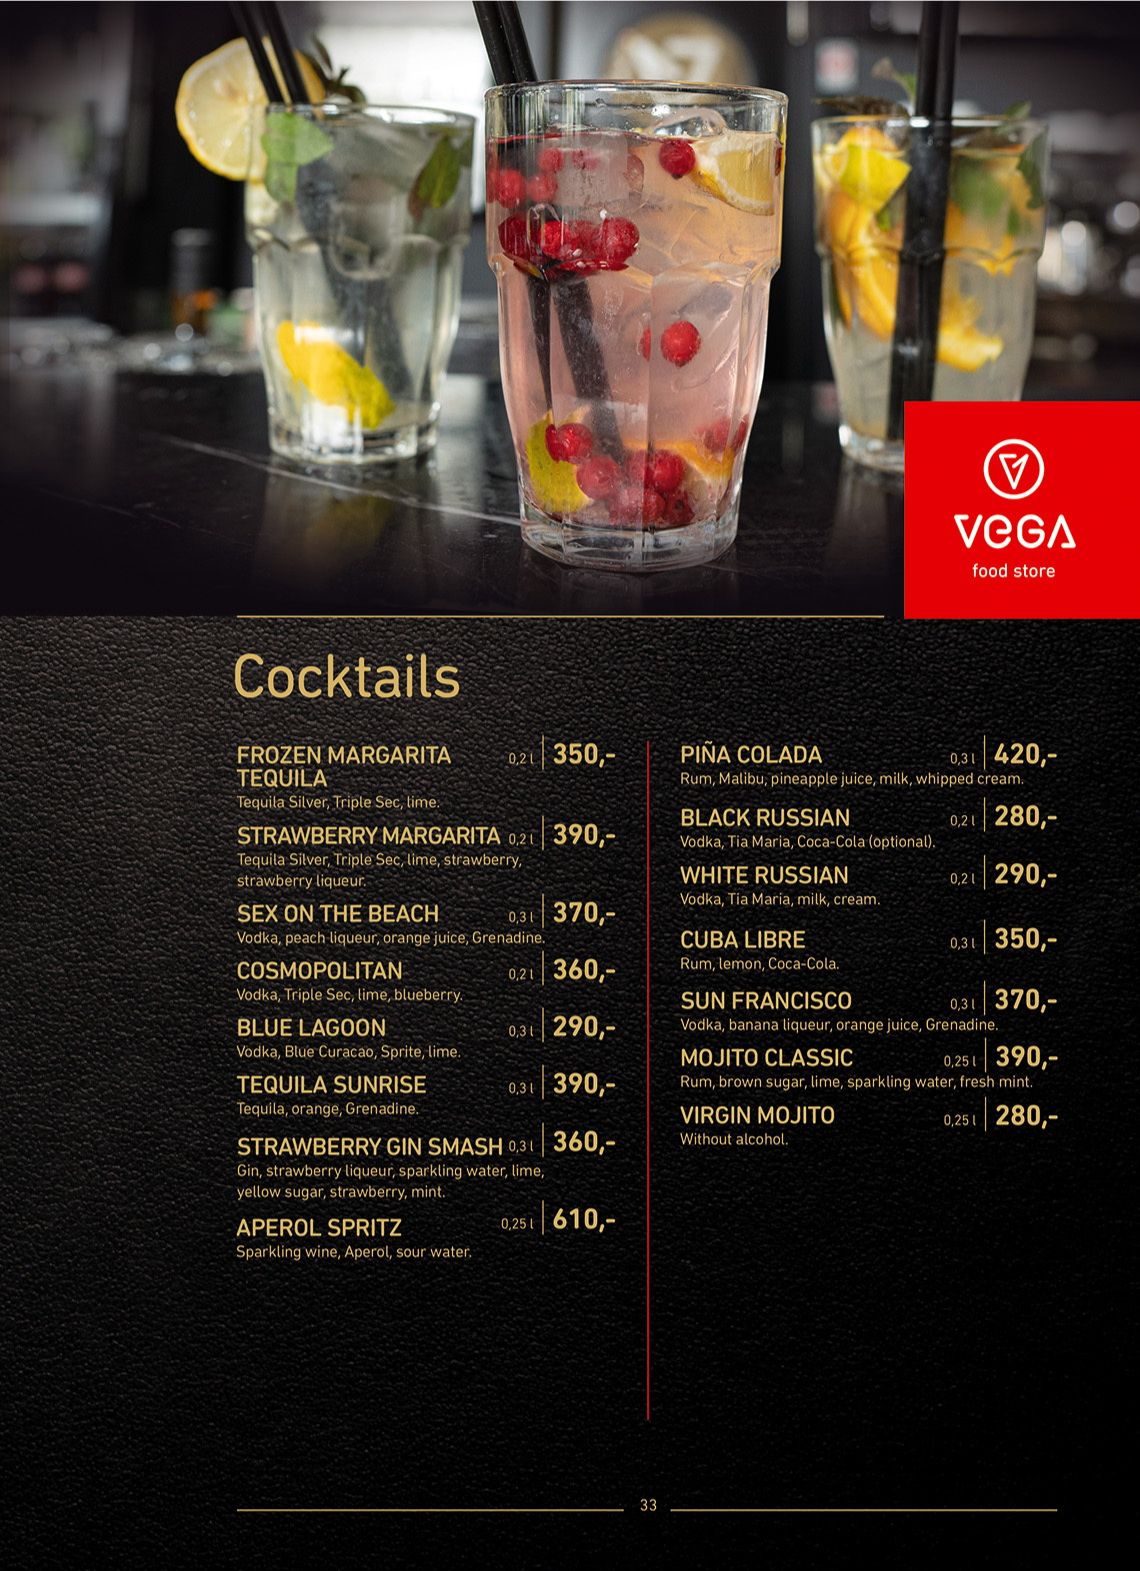 VEGA
food store
Cocktails
FROZEN MARGARITA 0,2 l 350,-
TEQUILA
Tequila Silver, Triple Sec, lime.
STRAWBERRY MARGARITA 0,2 l 390,-
Tequila Silver, Triple Sec, lime, strawberry,
strawberry liqueur.
SEX ON THE BEACH 0,3 l 370,-
Vodka, peach liqueur, orange juice, Grenadine.
COSMOPOLITAN 0,2 l 360,-
Vodka, Triple Sec, lime, blueberry.
BLUE LAGOON 0,3 l 290,-
Vodka, Blue Curacao, Sprite, lime.
TEQUILA SUNRISE 0,3 l 390,-
Tequila, orange, Grenadine.
STRAWBERRY GIN SMASH 0,3 l 360,-
Gin, strawberry liqueur, sparkling water, lime,
yellow sugar, strawberry, mint.
APEROL SPRITZ 0,25 l 610,-
Sparkling wine, Aperol, sour water.
PIÑA COLADA 0,3 l 420,-
Rum, Malibu, pineapple juice, milk, whipped cream.
BLACK RUSSIAN 0,2 l 280,-
Vodka, Tia Maria, Coca-Cola (optional).
WHITE RUSSIAN 0,2 l 290,-
Vodka, Tia Maria, milk, cream.
CUBA LIBRE 0,3 l 350,-
Rum, lemon, Coca-Cola.
SUN FRANCISCO 0,3 l 370,-
Vodka, banana liqueur, orange juice, Grenadine.
MOJITO CLASSIC 0,25 l 390,-
Rum, brown sugar, lime, sparkling water, fresh mint.
VIRGIN MOJITO 0,25 l 280,-
Without alcohol.
33